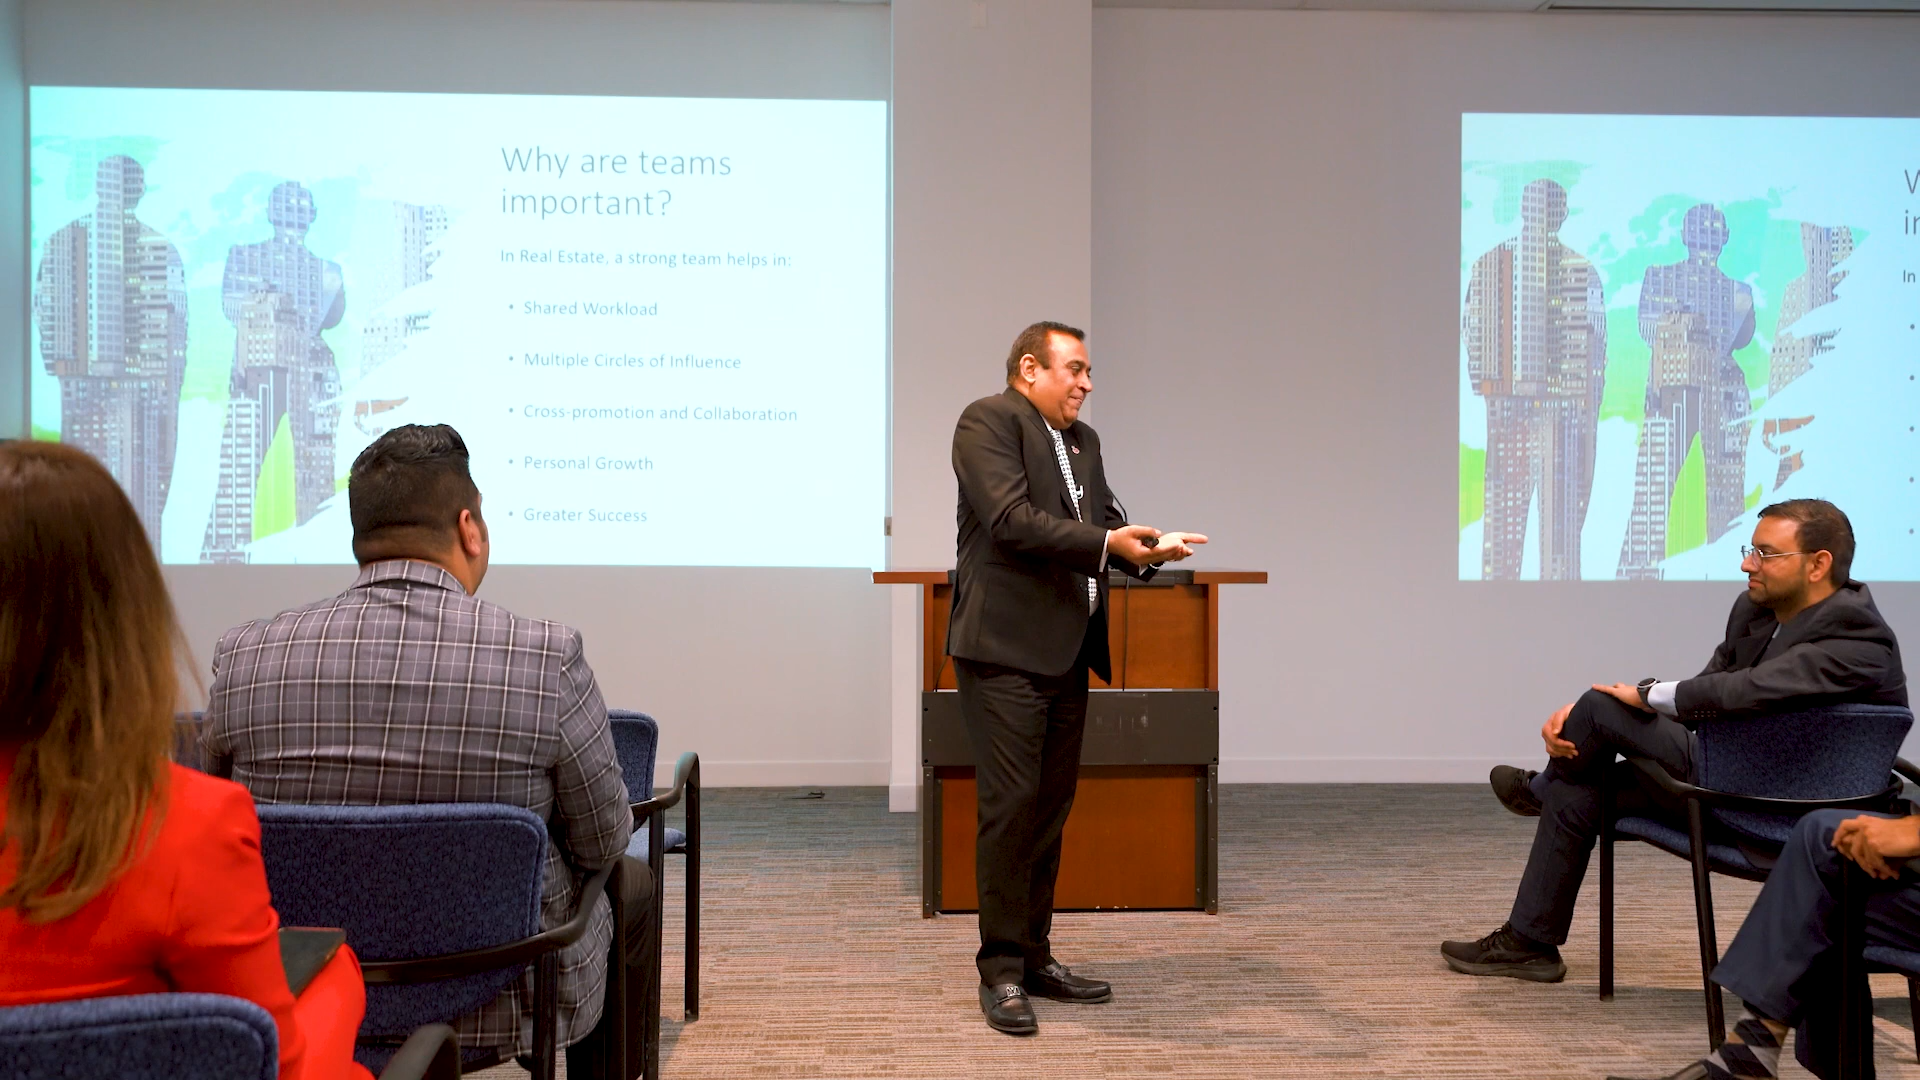 Why are teams
important?
In Real Estate, a strong team helps in:
• Shared Workload
• Multiple Circles of Influence
• Cross-promotion and Collaboration
• Personal Growth
• Greater Success
In